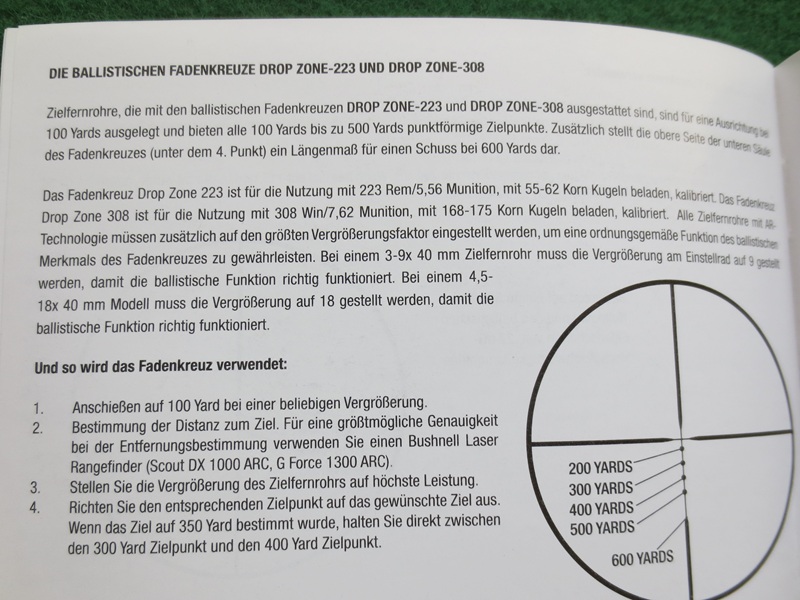 DIE BALLISTISCHEN FADENKREUZE DROP ZONE-223 UND DROP ZONE-308
Zielfernrohre, die mit den ballistischen Fadenkreuzen DROP ZONE-223 und DROP ZONE-308 ausgestattet sind, sind für eine Ausrichtung bei
100 Yards ausgelegt und bieten alle 100 Yards bis zu 500 Yards punktförmige Zielpunkte. Zusätzlich stellt die obere Seite der unteren Säule
des Fadenkreuzes (unter dem 4. Punkt) ein Längenmaß für einen Schuss bei 600 Yards dar.
Das Fadenkreuz Drop Zone 223 ist für die Nutzung mit 223 Rem/5,56 Munition, mit 55-62 Korn Kugeln beladen, kalibriert. Das Fadenkreuz
Drop Zone 308 ist für die Nutzung mit 308 Win/7,62 Munition, mit 168-175 Korn Kugeln beladen, kalibriert. Alle Zielfernrohre mit AR-
Technologie müssen zusätzlich auf den größten Vergrößerungsfaktor eingestellt werden, um eine ordnungsgemäße Funktion des ballistischen
Merkmals des Fadenkreuzes zu gewährleisten. Bei einem 3-9x 40 mm Zielfernrohr muss die Vergrößerung am Einstellrad auf 9 gestellt
werden, damit die ballistische Funktion richtig funktioniert. Bei einem 4,5-
18x 40 mm Modell muss die Vergrößerung auf 18 gestellt werden, damit die
ballistische Funktion richtig funktioniert.
Und so wird das Fadenkreuz verwendet:
1. Anschießen auf 100 Yard bei einer beliebigen Vergrößerung.
2. Bestimmung der Distanz zum Ziel. Für eine größtmögliche Genauigkeit
bei der Entfernungsbestimmung verwenden Sie einen Bushnell Laser
Rangefinder (Scout DX 1000 ARC, G Force 1300 ARC).
3. Stellen Sie die Vergrößerung des Zielfernrohrs auf höchste Leistung.
4. Richten Sie den entsprechenden Zielpunkt auf das gewünschte Ziel aus.
Wenn das Ziel auf 350 Yard bestimmt wurde, halten Sie direkt zwischen
den 300 Yard Zielpunkt und den 400 Yard Zielpunkt.
200 YARDS
300 YARDS
400 YARDS
500 YARDS
600 YARDS